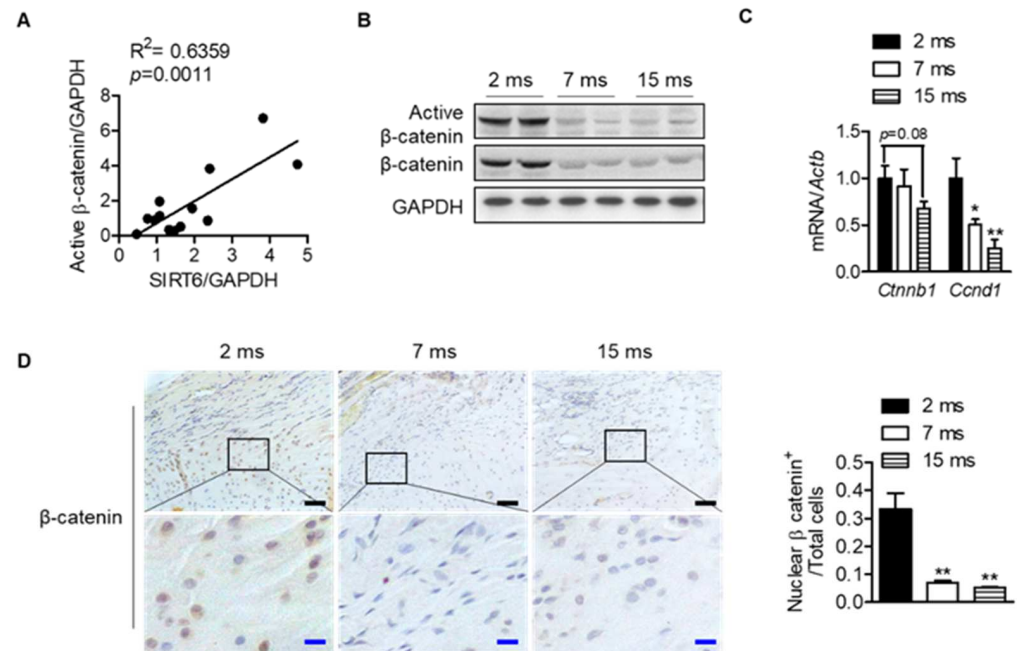 A
R2= 0.6359
p=0.0011
Active β-catenin/GAPDH
8
6
4
2
0
0 1 2 3 4 5
SIRT6/GAPDH
B
2 ms 7 ms 15 ms
Active
β-catenin
β-catenin
GAPDH
C
2 ms
7 ms
15 ms
mRNA/Actb
1.5
1.0
0.5
0.0
p=0.08
*
**
Ctnnb1 Ccnd1
D
2 ms 7 ms 15 ms
β-catenin
2 ms
7 ms
15 ms
Nuclear β catenin+
/Total cells
0.5
0.4
0.3
0.2
0.1
0.0
** **